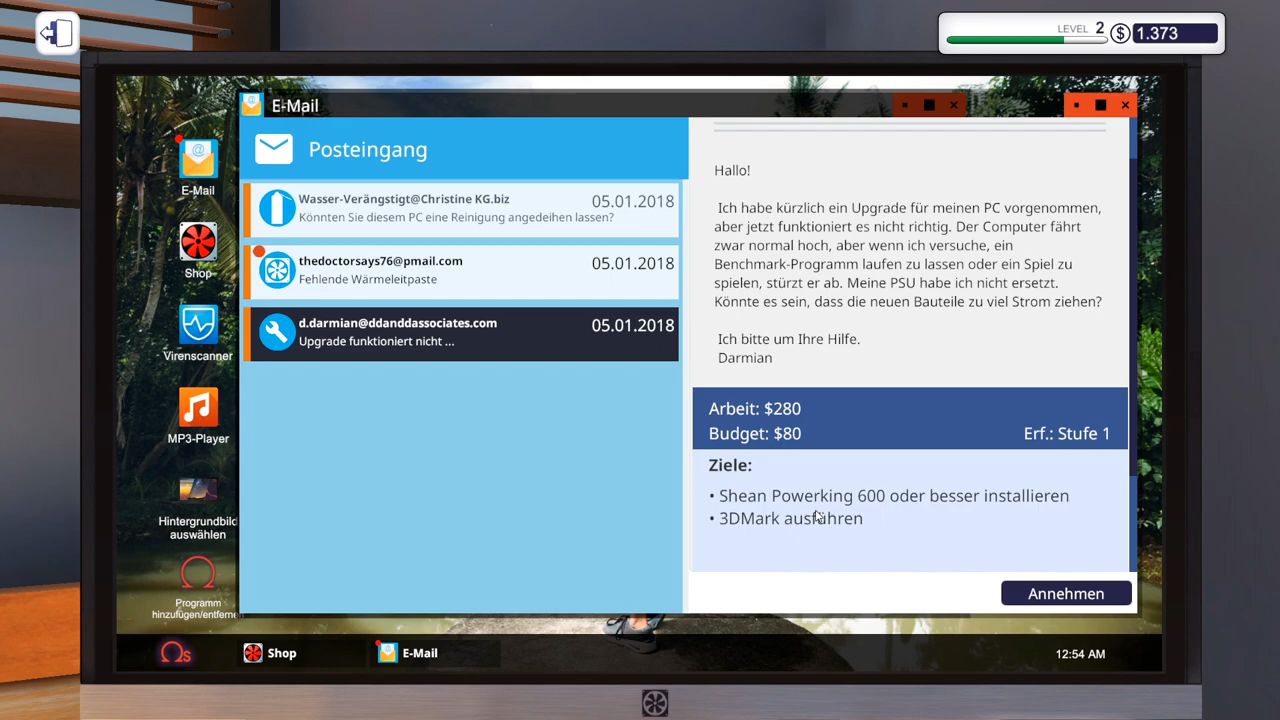 LEVEL 2
$ 1.373
E-Mail
Posteingang
Wasser-Verängstigt@Christine KG.biz
05.01.2018
Könnten Sie diesem PC eine Reinigung angedeihen lassen?
thedoctorsays76@pmail.com
05.01.2018
Fehlende Wärmeleitpaste
d.darmian@ddanddassociates.com
05.01.2018
Upgrade funktioniert nicht ...
Hallo!
Ich habe kürzlich ein Upgrade für meinen PC vorgenommen,
aber jetzt funktioniert es nicht richtig. Der Computer fährt
zwar normal hoch, aber wenn ich versuche, ein
Benchmark-Programm laufen zu lassen oder ein Spiel zu
spielen, stürzt er ab. Meine PSU habe ich nicht ersetzt.
Könnte es sein, dass die neuen Bauteile zu viel Strom ziehen?
Ich bitte um Ihre Hilfe.
Darmian
Arbeit: $280
Budget: $80
Erf.: Stufe 1
Ziele:
• Shean Powerking 600 oder besser installieren
• 3DMark ausführen
Annehmen
E-Mail
Shop
Virenscanner
MP3-Player
Hintergrundbild
auswählen
Programm
hinzufügen/entferne
Ωs
Shop
E-Mail
12:54 AM